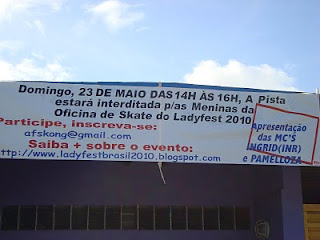 Domingo, 23 DE MAIO DAS 14H ÀS 16H, A Pista
estará interditada p/as Meninas da
Oficina de Skate do Ladyfest 2010
Participe, inscreva-se:
afskong@gmail.com
Saiba + sobre o evento:
http://www.ladyfestbrasil2010.blogspot.com
Apresentação
das MC'S
INGRID(INR)
e PAMELLOZA